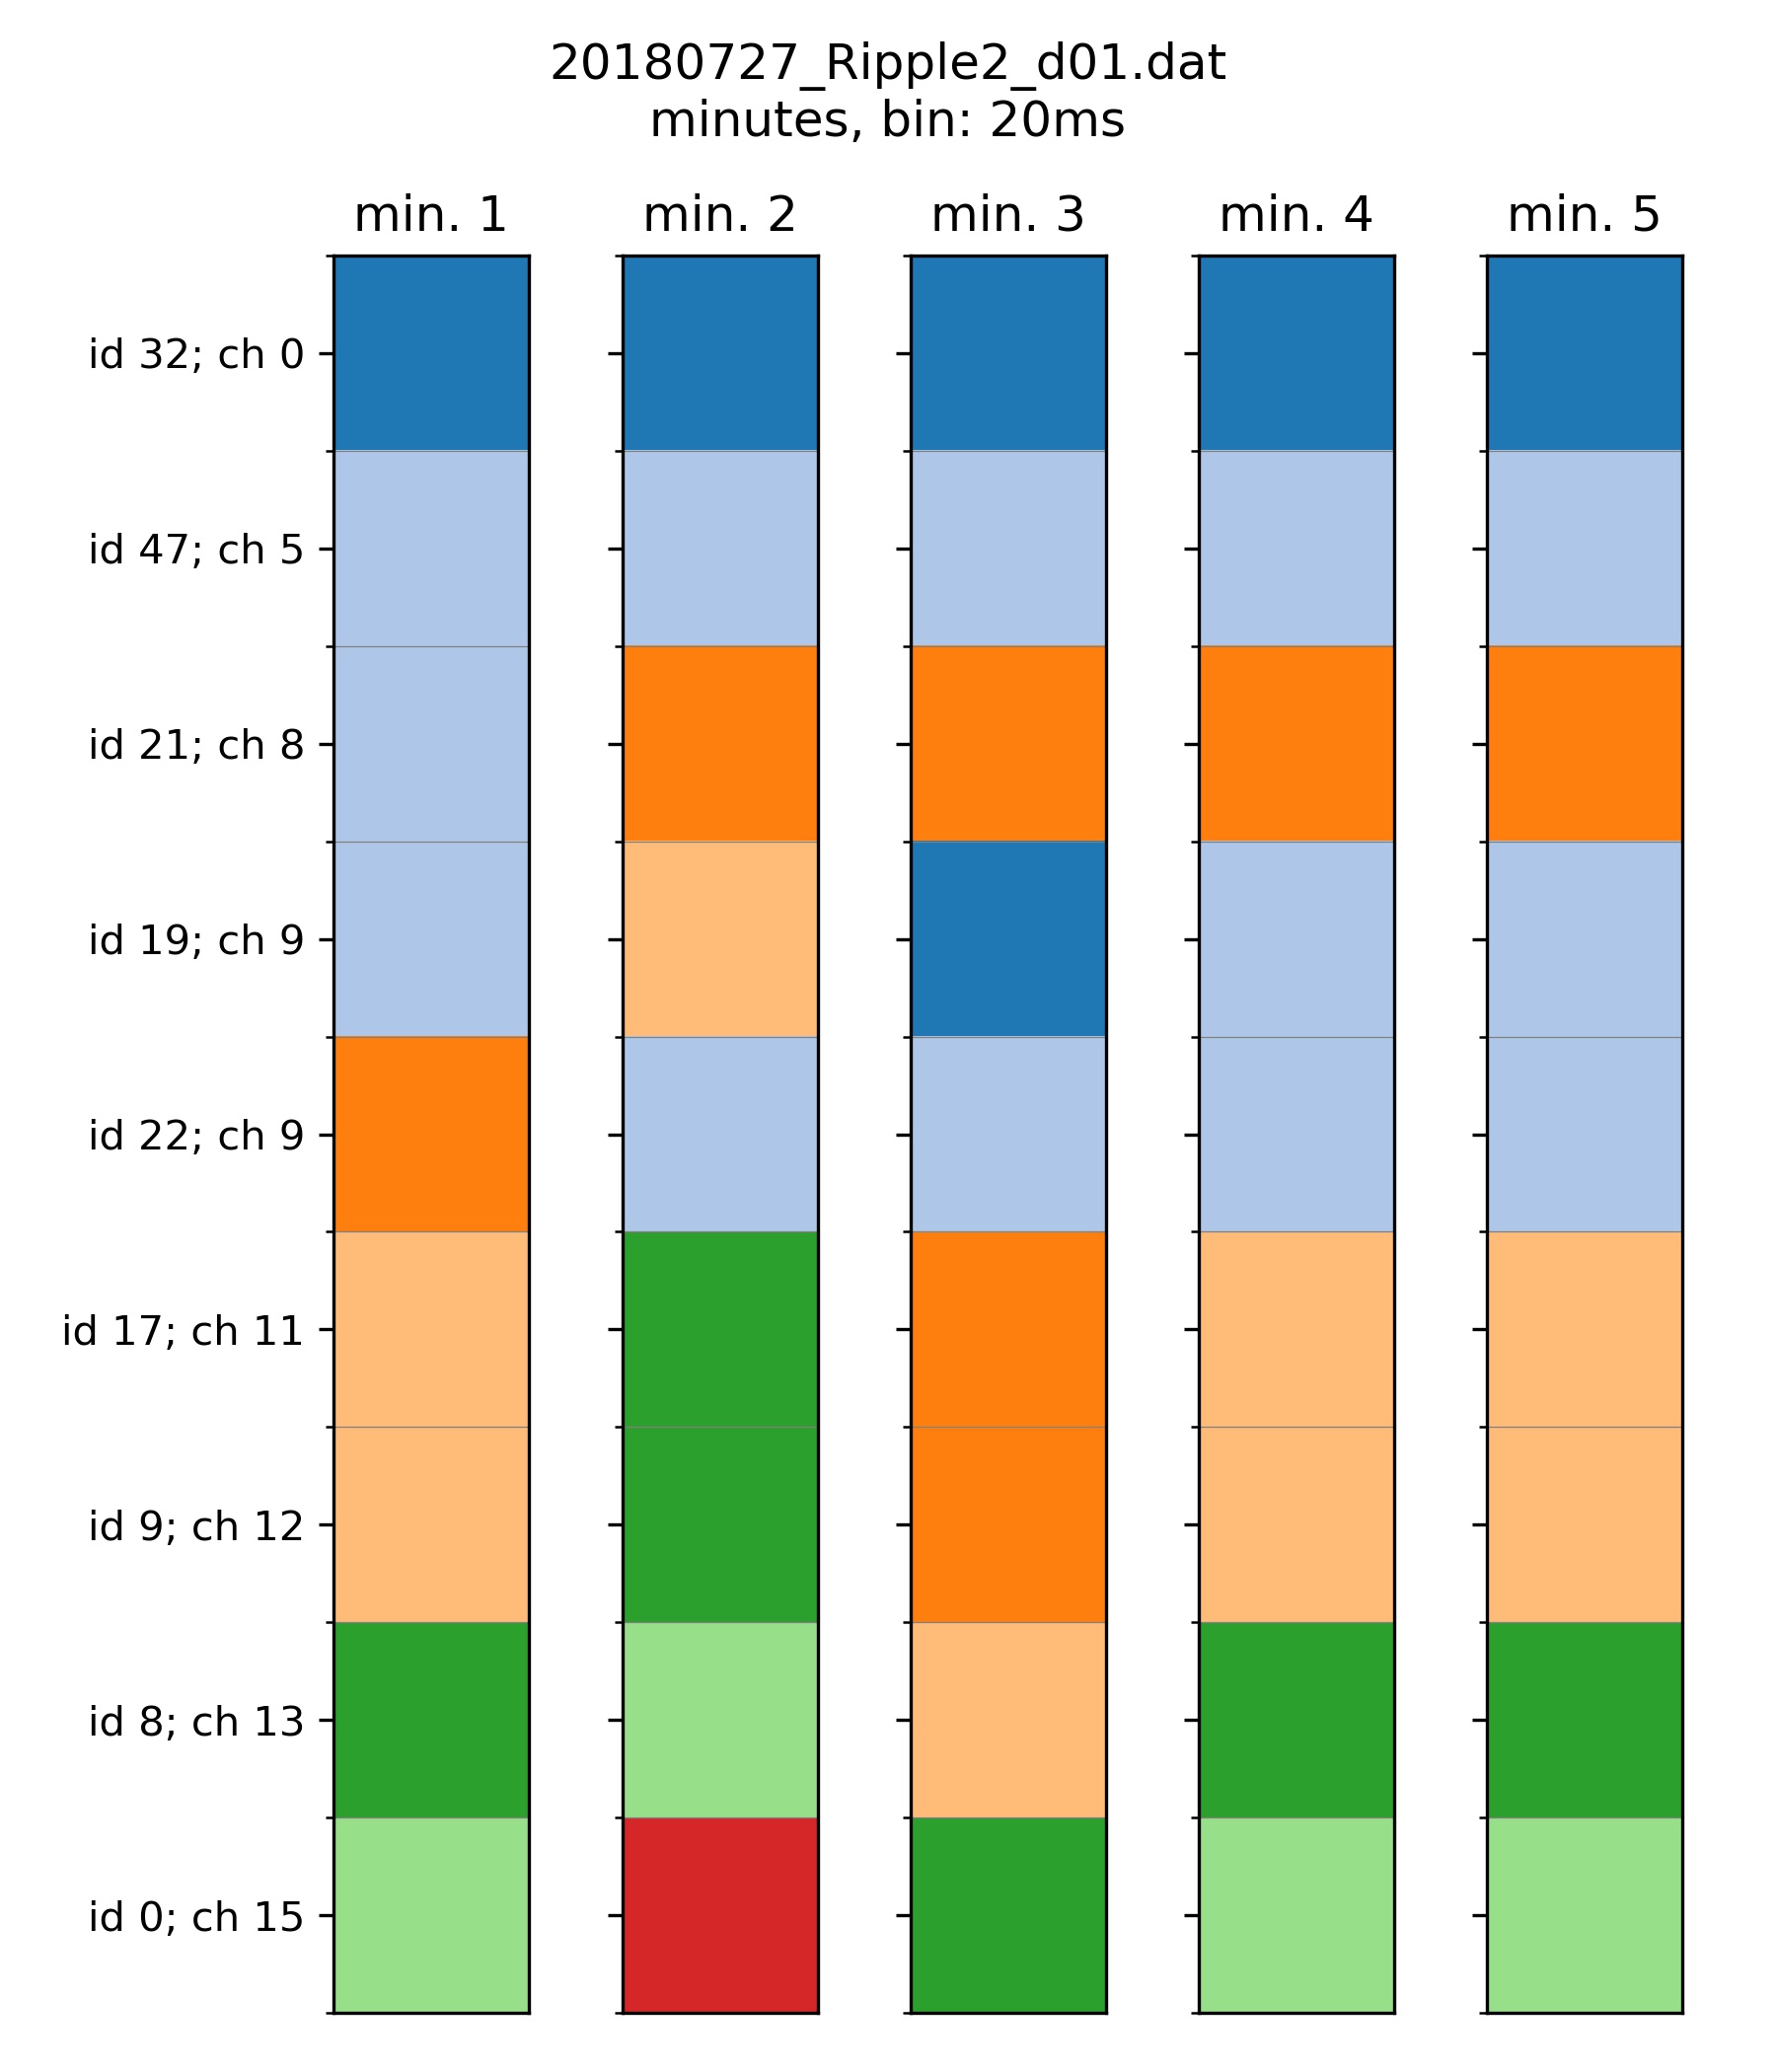 20180727_Ripple2_d01.dat
minutes, bin: 20ms
min. 1 min. 2 min. 3 min. 4 min. 5
id 32; ch 0
id 47; ch 5
id 21; ch 8
id 19; ch 9
id 22; ch 9
id 17; ch 11
id 9; ch 12
id 8; ch 13
id 0; ch 15